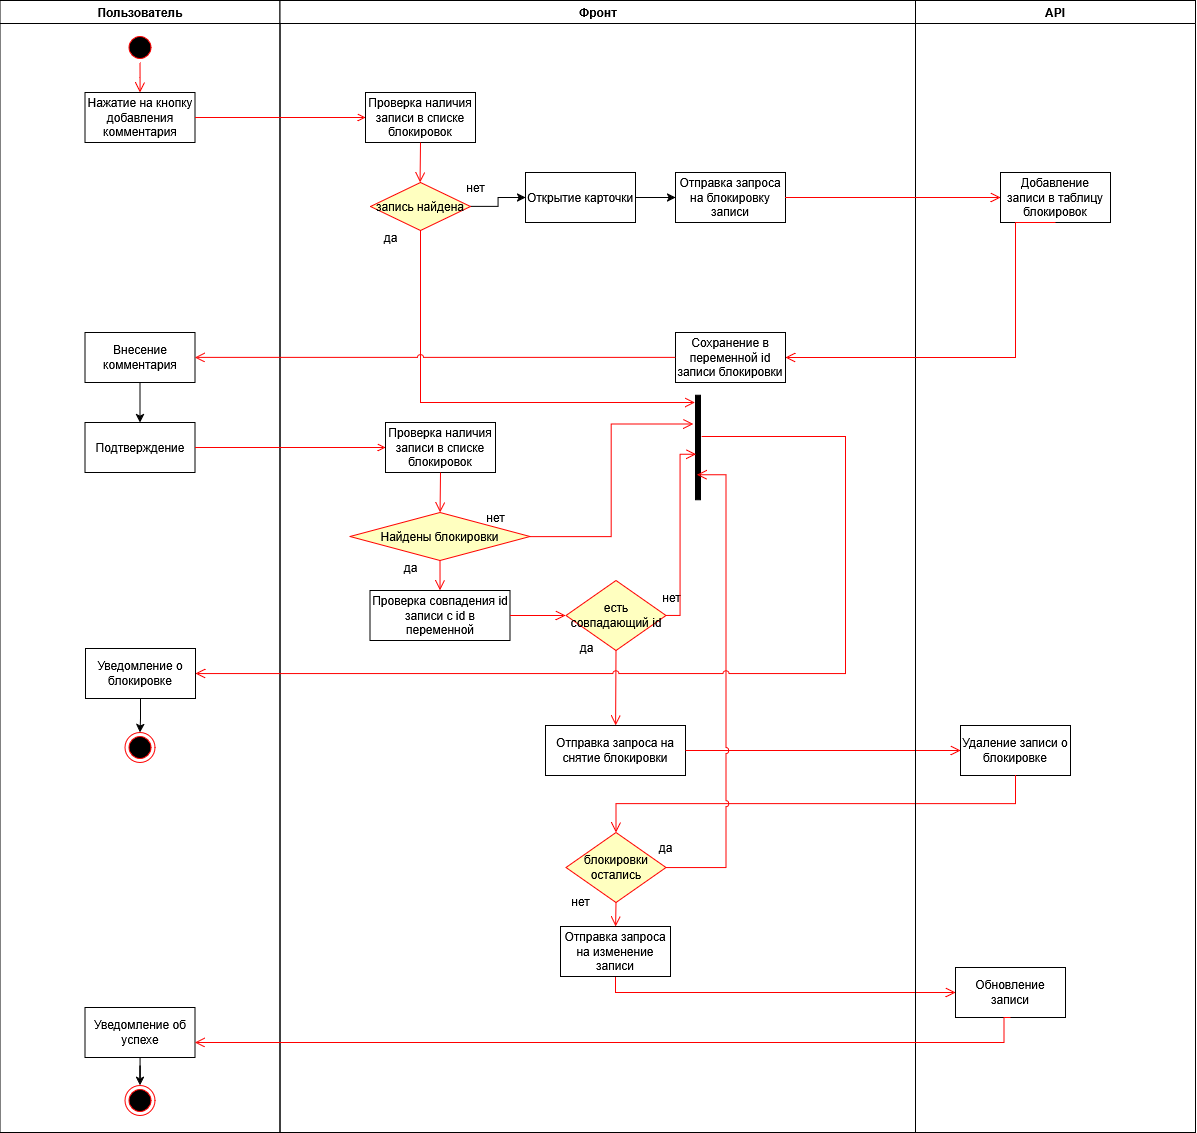 Пользователь
Фронт
API
Нажатие на кнопку
добавления
комментария
Проверка наличия
записи в списке
блокировок
запись найдена
нет
да
Открытие карточки
Отправка запроса
на блокировку
записи
Добавление
записи в таблицу
блокировок
Внесение
комментария
Сохранение в
переменной id
записи блокировки
Подтверждение
Проверка наличия
записи в списке
блокировок
Найдены блокировки
нет
да
Проверка совпадения id
записи с id в
переменной
есть
совпадающий id
нет
да
Уведомление о
блокировке
Отправка запроса на
снятие блокировки
Удаление записи о
блокировке
блокировки
остались
да
нет
Отправка запроса
на изменение
записи
Обновление
записи
Уведомление об
успехе